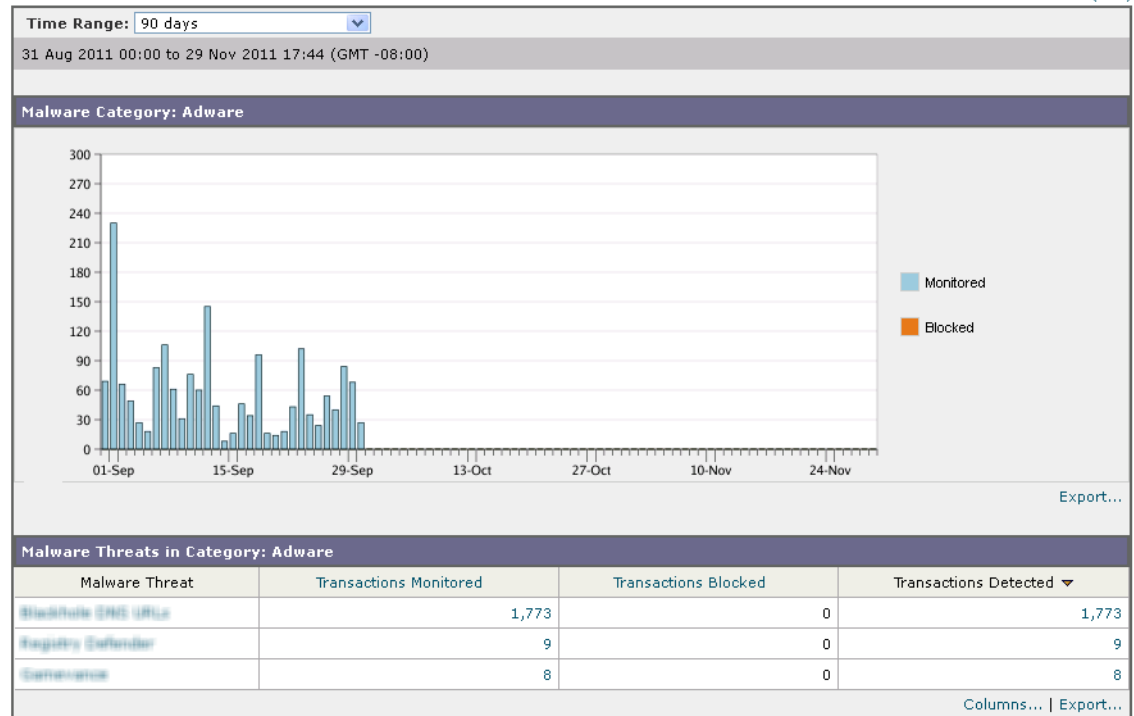 Time Range: 90 days
31 Aug 2011 00:00 to 29 Nov 2011 17:44 (GMT -08:00)
Malware Category: Adware
300
270
240
210
180
150
120
90
60
30
0
01-Sep 15-Sep 29-Sep 13-Oct 27-Oct 10-Nov 24-Nov
Monitored
Blocked
Export...
Malware Threats in Category: Adware
Malware Threat Transactions Monitored Transactions Blocked Transactions Detected
1,773 0 1,773
9 0 9
8 0 8
Columns... | Export...